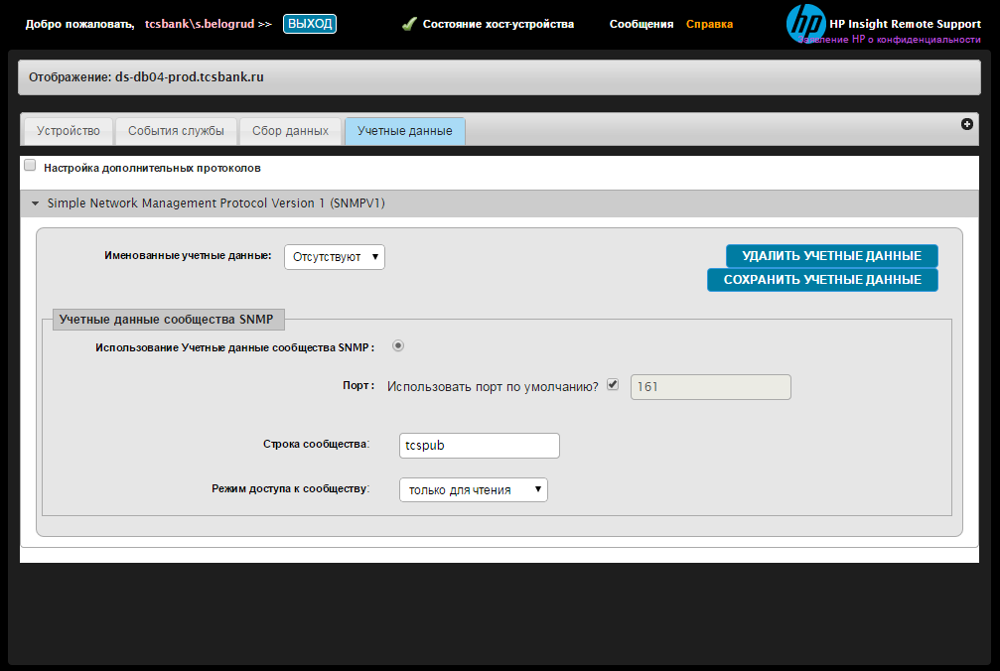 Добро пожаловать, tcsbank\s.belogrud >> ВЫХОД Состояние хост-устройства Сообщения Справка hp HP Insight Remote Support
Заявление HP о конфиденциальности
Отображение: ds-db04-prod.tcsbank.ru
Устройство События службы Сбор данных Учетные данные
Настройка дополнительных протоколов
Simple Network Management Protocol Version 1 (SNMPV1)
Именованные учетные данные: Отсутствуют УДАЛИТЬ УЧЕТНЫЕ ДАННЫЕ
СОХРАНИТЬ УЧЕТНЫЕ ДАННЫЕ
Учетные данные сообщества SNMP
Использование Учетные данные сообщества SNMP :
Порт : Использовать порт по умолчанию? 161
Строка сообщества: tcspub
Режим доступа к сообществу: только для чтения